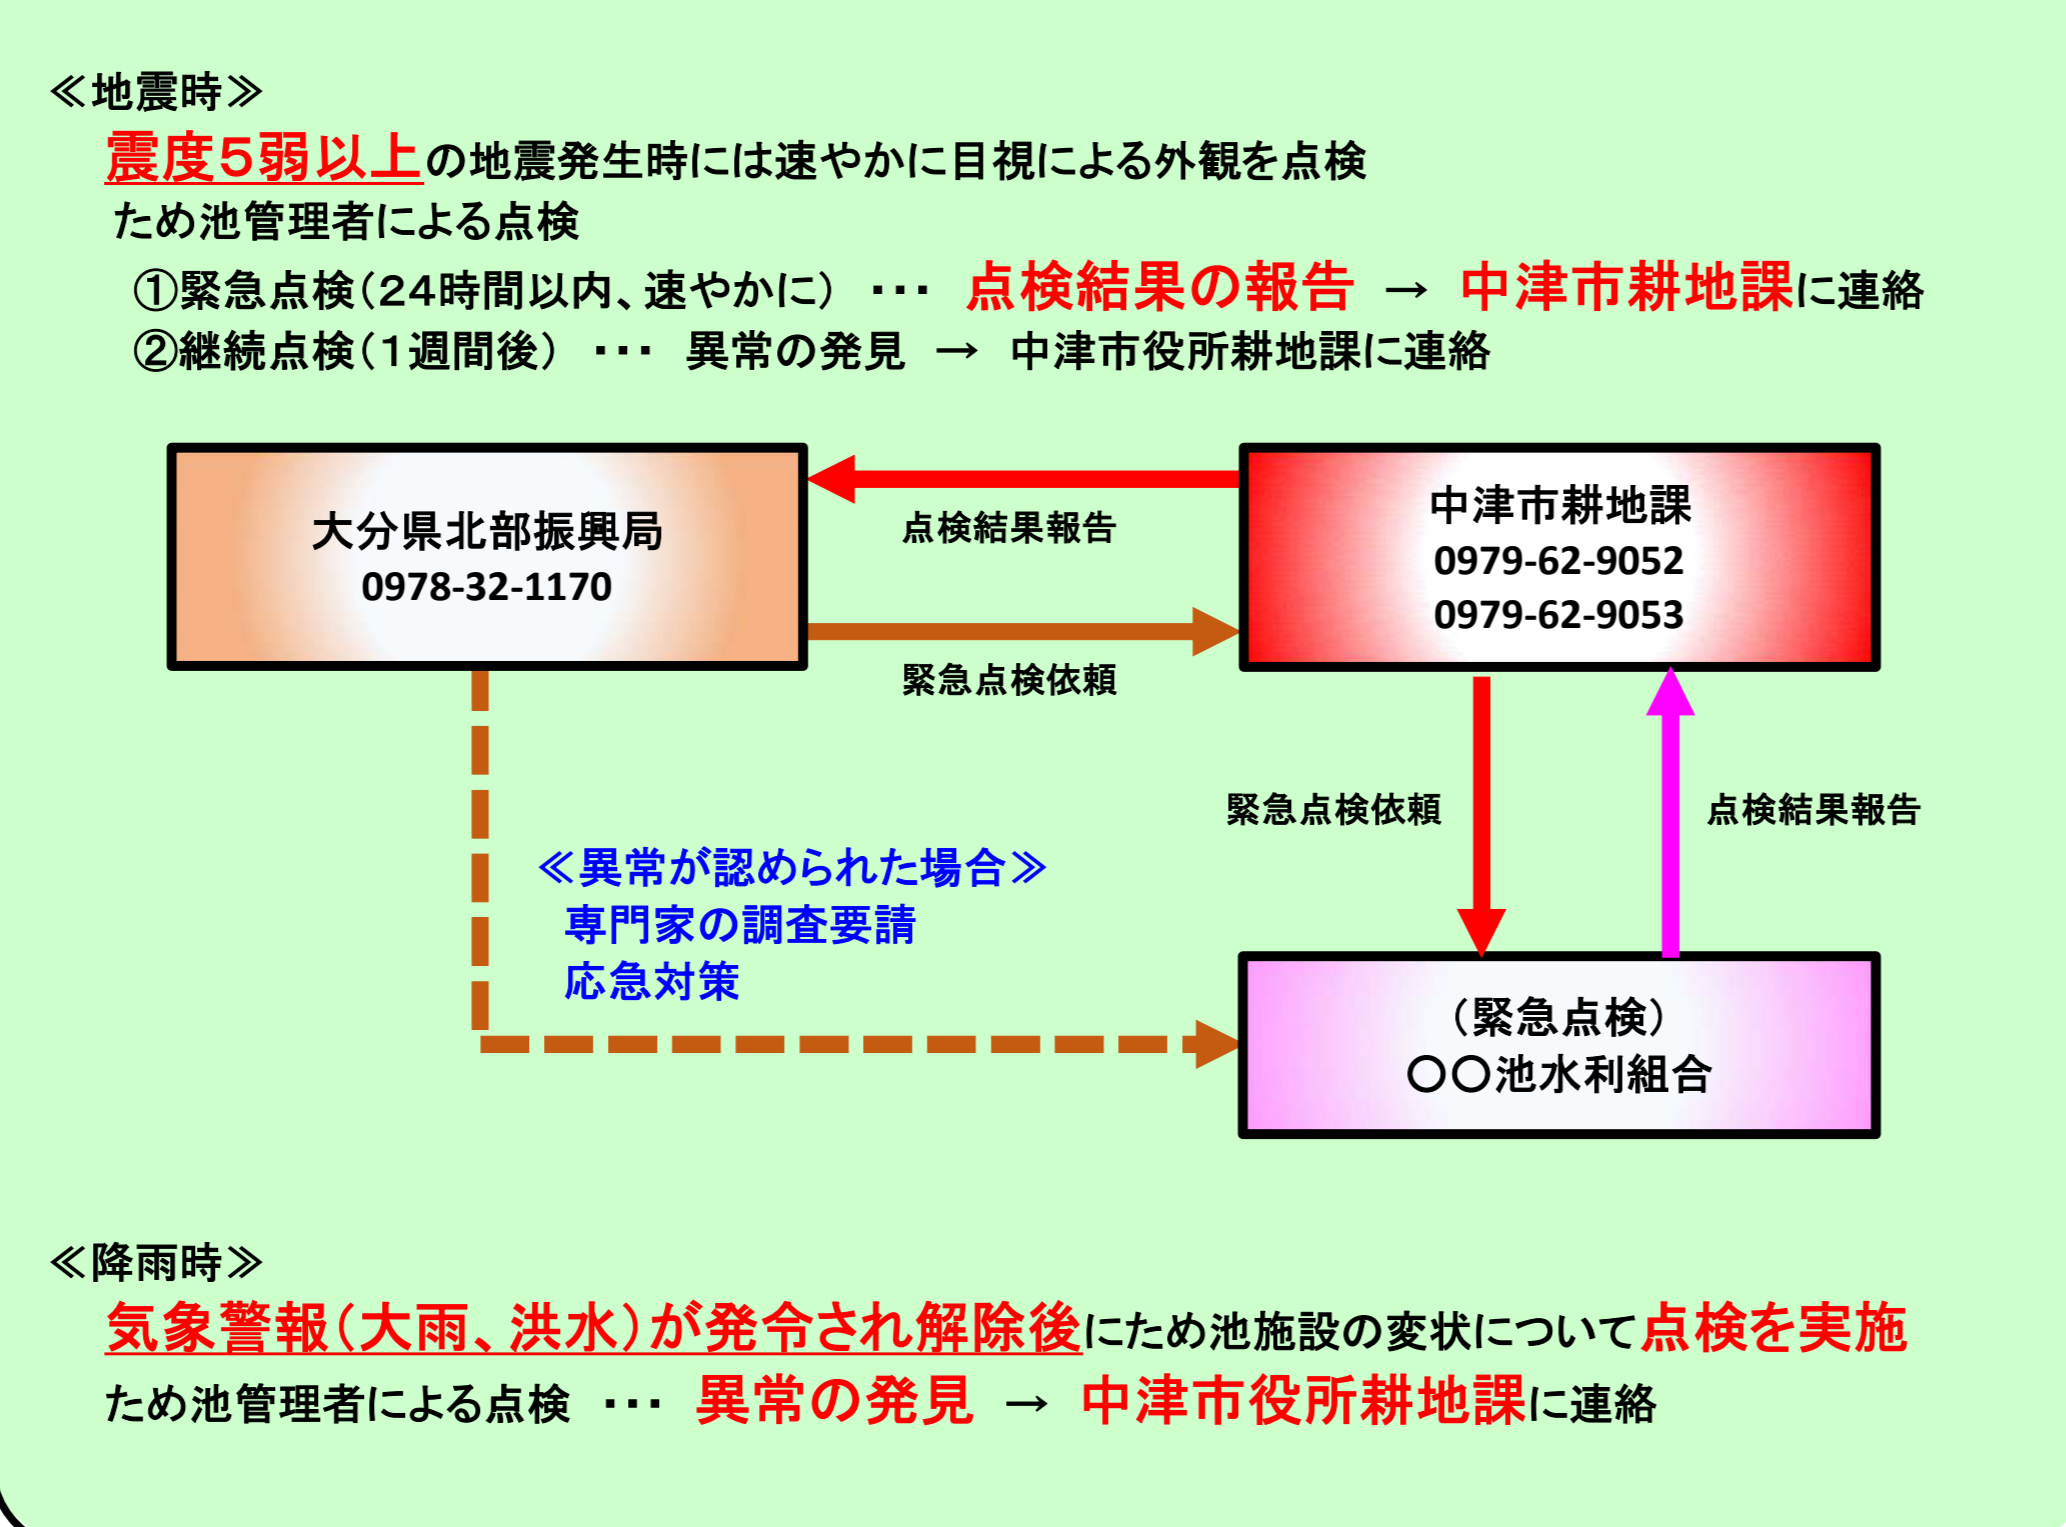 ≪地震時≫
震度5弱以上の地震発生時には速やかに目視による外観を点検
ため池管理者による点検
①緊急点検(24時間以内、速やかに) ・・・ 点検結果の報告 → 中津市耕地課に連絡
②継続点検(1週間後) ・・・ 異常の発見 → 中津市役所耕地課に連絡
大分県北部振興局
0978-32-1170
点検結果報告
緊急点検依頼
中津市耕地課
0979-62-9052
0979-62-9053
緊急点検依頼
点検結果報告
≪異常が認められた場合≫
専門家の調査要請
応急対策
(緊急点検)
〇〇池水利組合
≪降雨時≫
気象警報(大雨、洪水)が発令され解除後にため池施設の変状について点検を実施
ため池管理者による点検 ・・・ 異常の発見 → 中津市役所耕地課に連絡